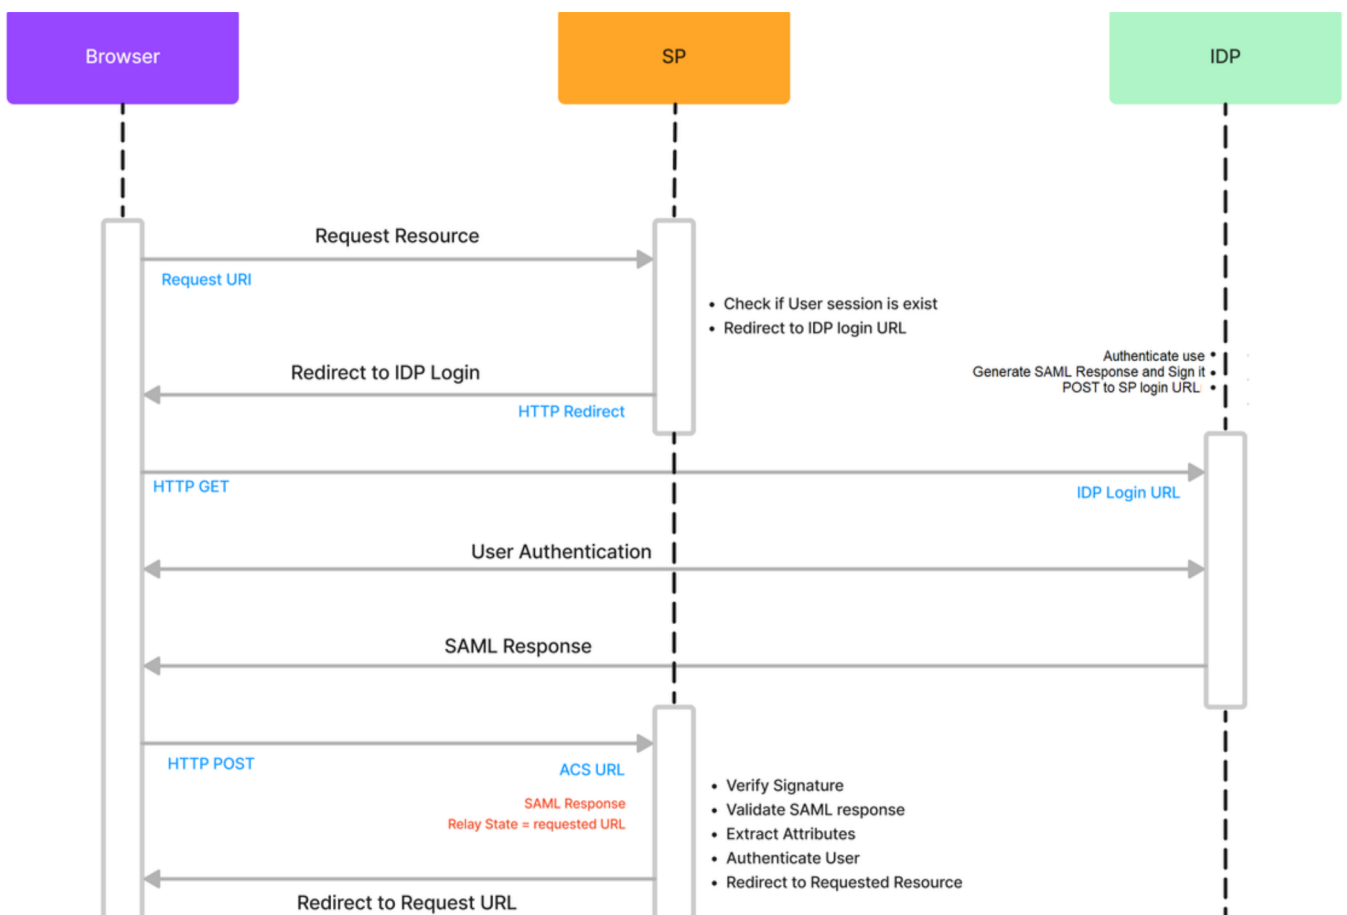 Browser
SP
IDP
Request Resource
Request URI
• Check if User session is exist
• Redirect to IDP login URL
Authenticate use •
Generate SAML Response and Sign it •
POST to SP login URL •
Redirect to IDP Login
HTTP Redirect
HTTP GET
IDP Login URL
User Authentication
SAML Response
HTTP POST
ACS URL
SAML Response
Relay State = requested URL
• Verify Signature
• Validate SAML response
• Extract Attributes
• Authenticate User
• Redirect to Requested Resource
Redirect to Request URL